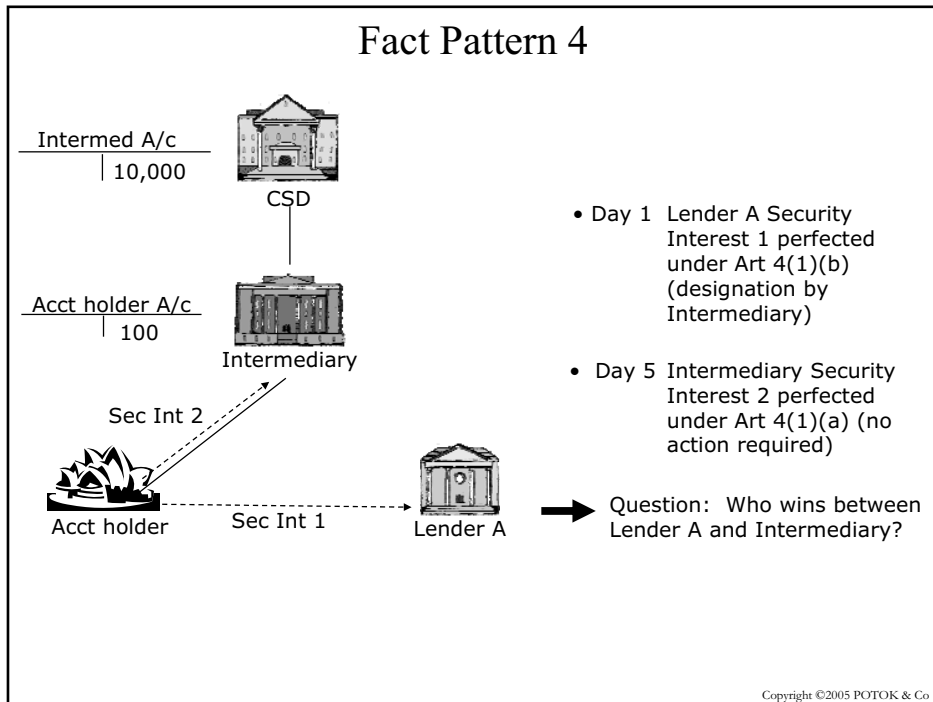 Fact Pattern 4
Intermed A/c
10,000
CSD
Acct holder A/c
100
Intermediary
Sec Int 2
Acct holder
Sec Int 1
Lender A
• Day 1 Lender A Security
Interest 1 perfected
under Art 4(1)(b)
(designation by
Intermediary)
• Day 5 Intermediary Security
Interest 2 perfected
under Art 4(1)(a) (no
action required)
Question: Who wins between
Lender A and Intermediary?
Copyright ©2005 POTOK & Co